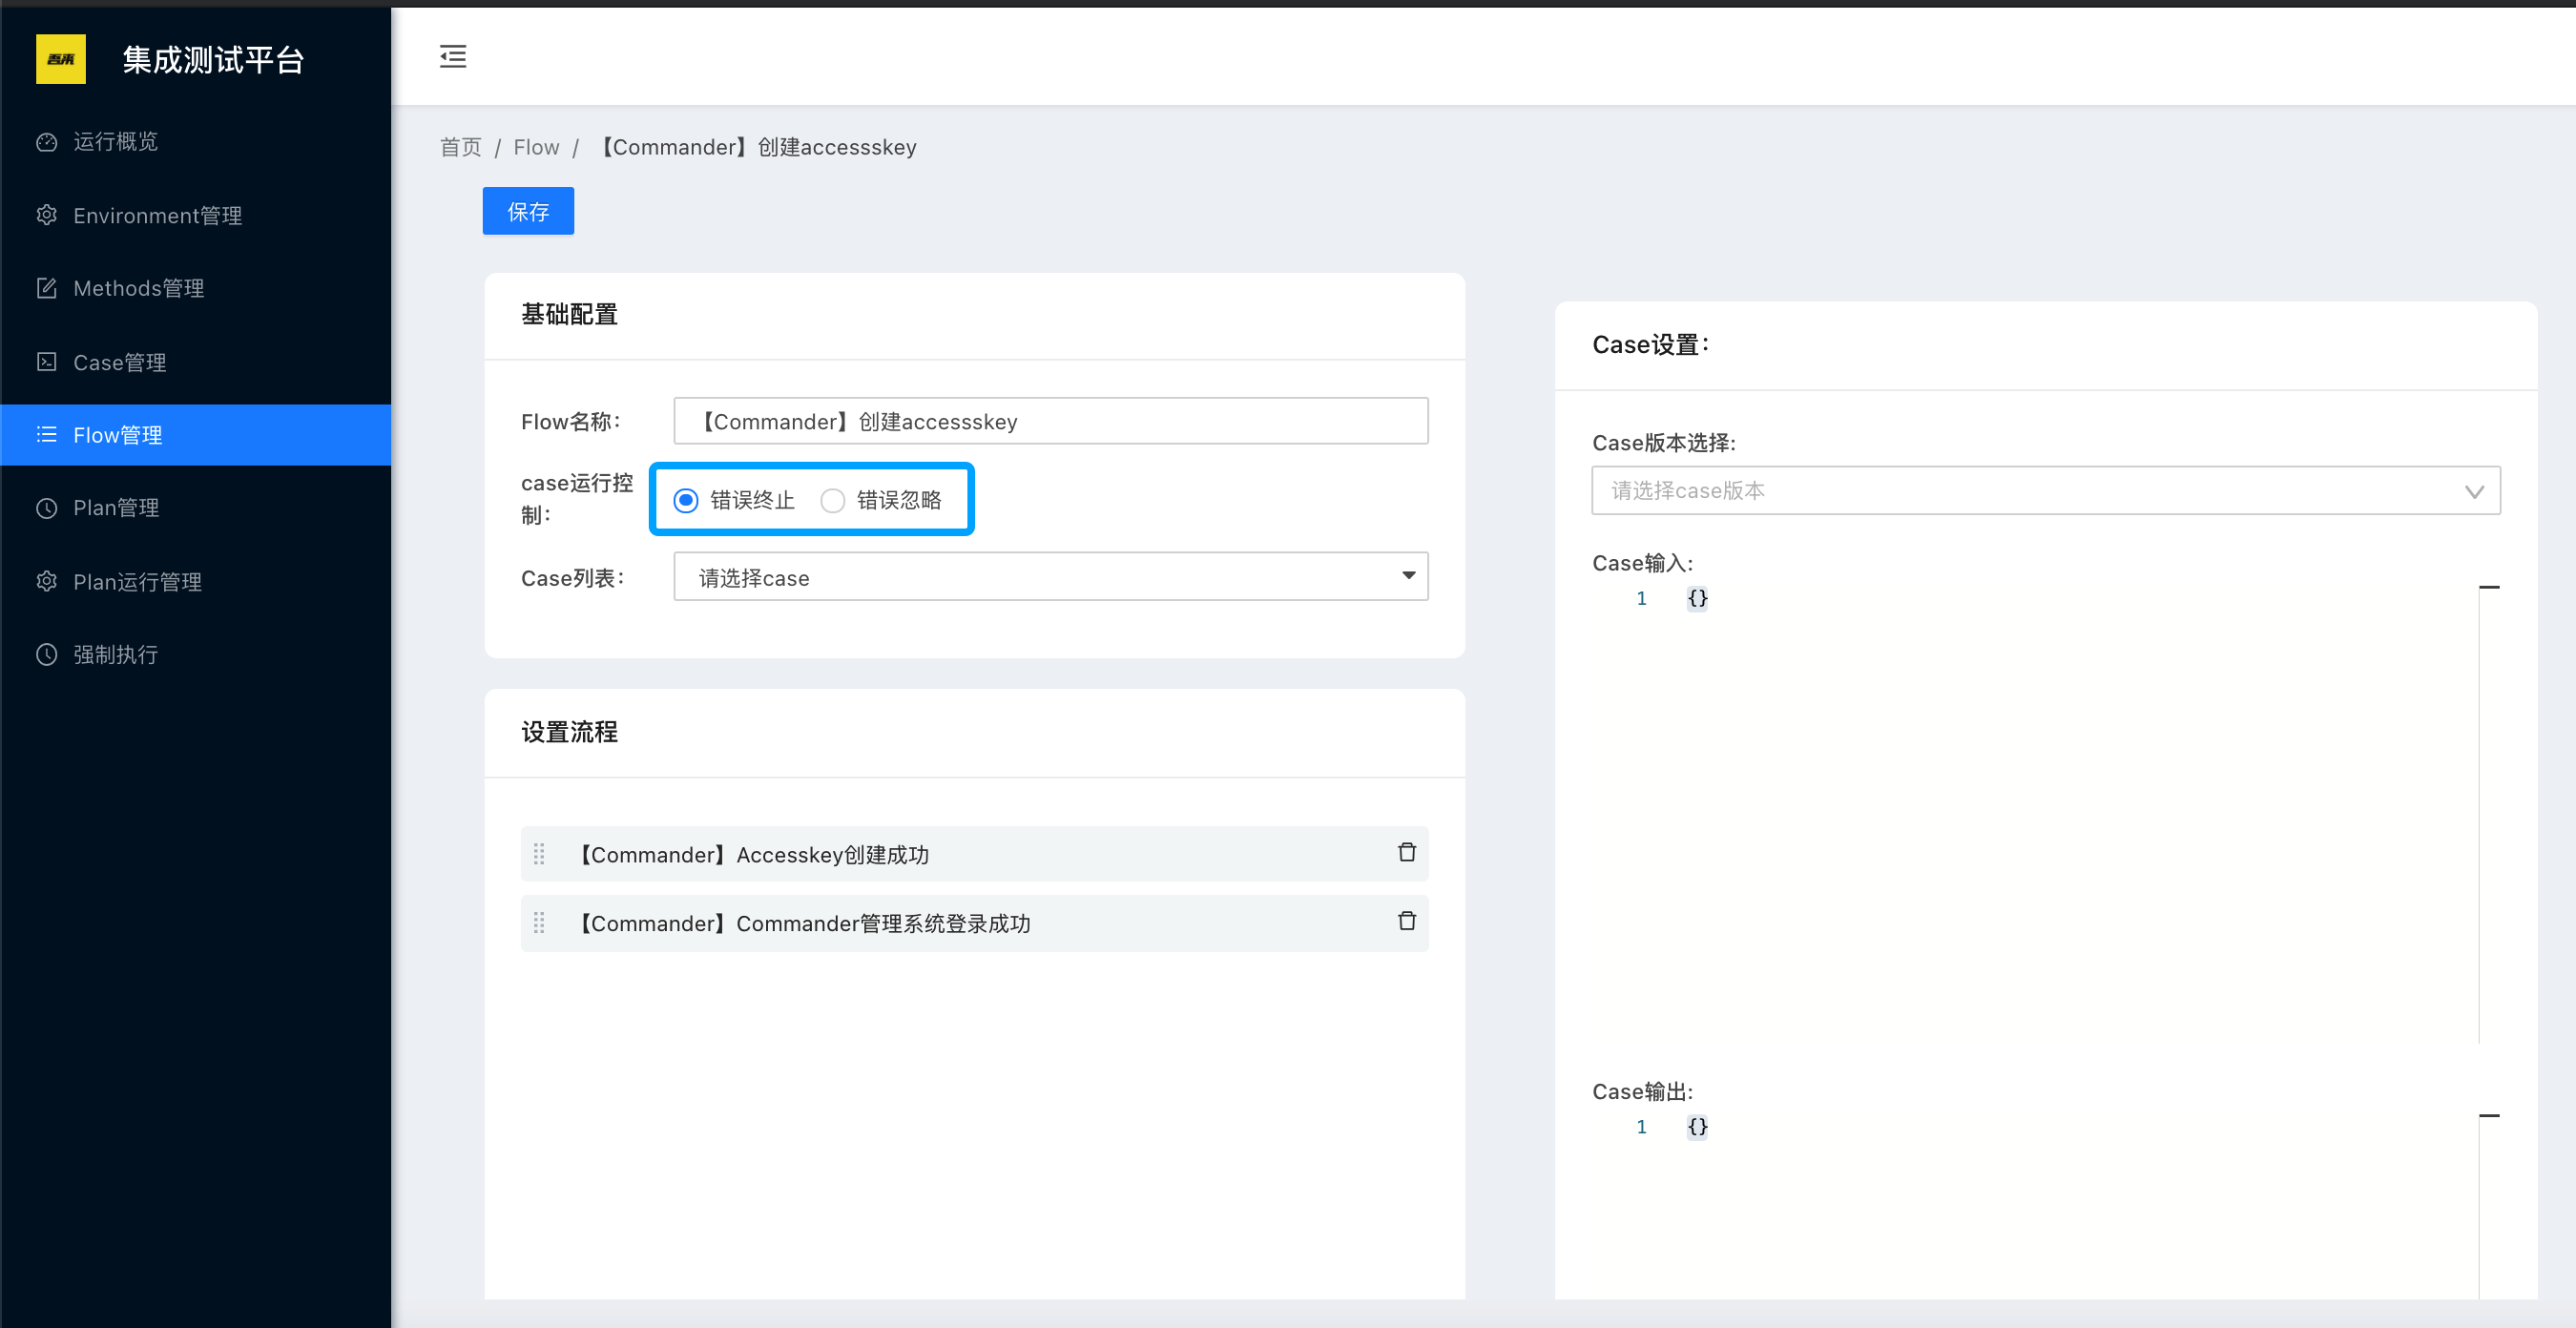 吾来
集成测试平台
运行概览
Environment管理
Methods管理
Case管理
Flow管理
Plan管理
Plan运行管理
强制执行
首页 / Flow / 【Commander】创建accessskey
保存
基础配置
Flow名称：
【Commander】创建accessskey
case运行控
制：
错误终止
错误忽略
Case列表：
请选择case
设置流程
【Commander】Accesskey创建成功
【Commander】Commander管理系统登录成功
Case设置：
Case版本选择:
请选择case版本
Case输入:
1 {}
Case输出:
1 {}